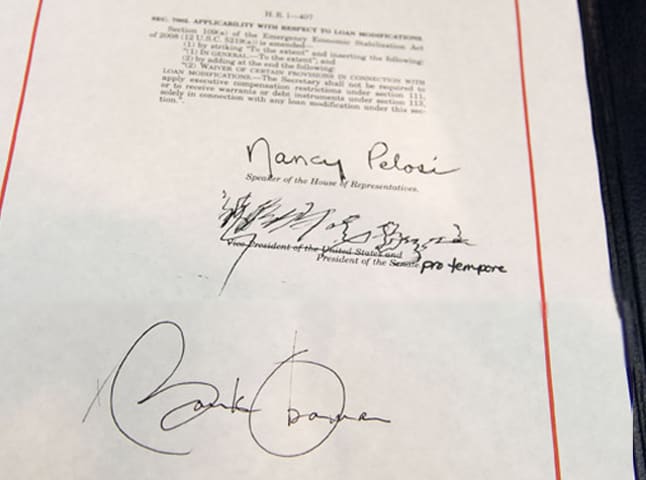 H. R. 1—407
SEC. 7002. APPLICABILITY WITH RESPECT TO LOAN MODIFICATIONS.
Section 109(a) of the Emergency Economic Stabilization Act
of 2008 (12 U.S.C. 5219(a)) is amended—
(1) by striking "To the extent" and inserting the following:
"(1) IN GENERAL.—To the extent"; and
(2) by adding at the end the following:
"(2) WAIVER OF CERTAIN PROVISIONS IN CONNECTION WITH
LOAN MODIFICATIONS.—The Secretary shall not be required to
apply executive compensation restrictions under section 111,
or to receive warrants or debt instruments under section 113,
solely in connection with any loan modification under this sec-
tion.".
Nancy Pelosi
Speaker of the House of Representatives.
Vice President of the United States and
President of the Senate pro tempore
Barack Obama